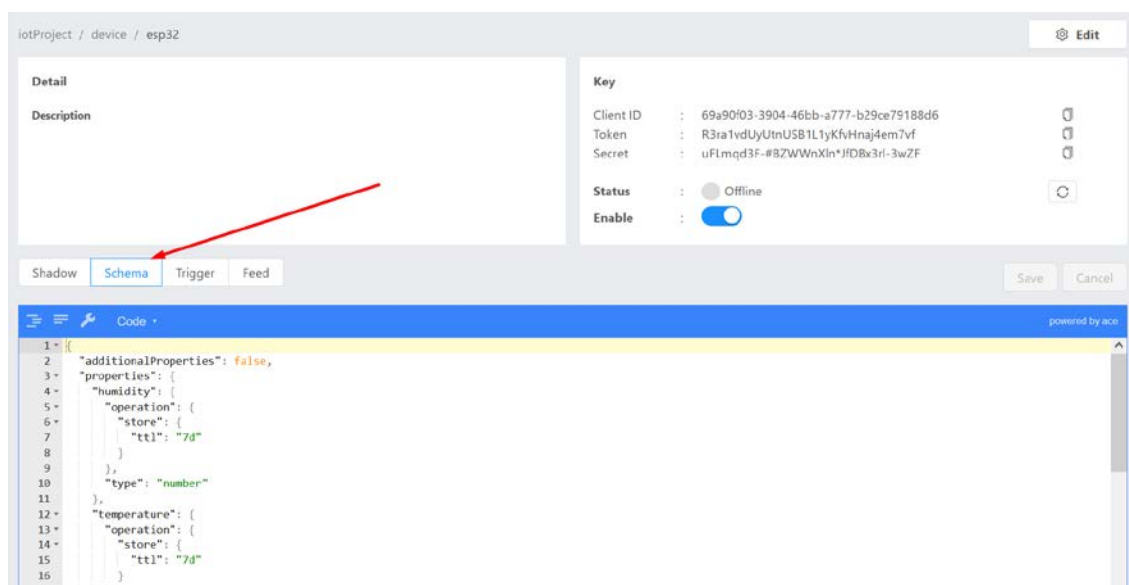 iotProject / device / esp32
Edit
Detail
Description
Key
Client ID : 69a90f03-3904-46bb-a777-b29ce79188d6
Token : R3ra1vdUyUtnUSB1L1yKfvHnaj4em7vf
Secret : uFLmqd3F-#BZWWnXln*JfDBx3rl-3wZF
Status : Offline
Enable :
Shadow Schema Trigger Feed
Save Cancel
Code
powered by ace
1 {
2 "additionalProperties": false,
3 "properties": {
4 "humidity": {
5 "operation": {
6 "store": {
7 "ttl": "7d"
8 }
9 },
10 "type": "number"
11 },
12 "temperature": {
13 "operation": {
14 "store": {
15 "ttl": "7d"
16 }